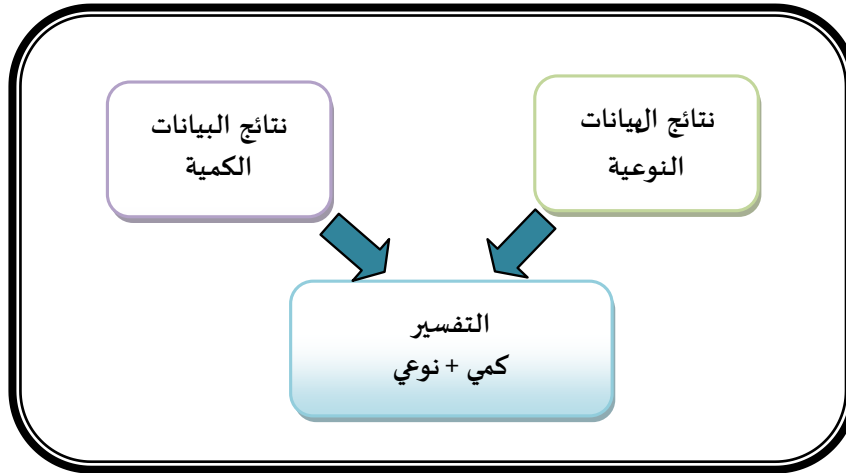 نتائج البيانات
النوعية
نتائج البيانات
الكمية
التفسير
كمي + نوعي